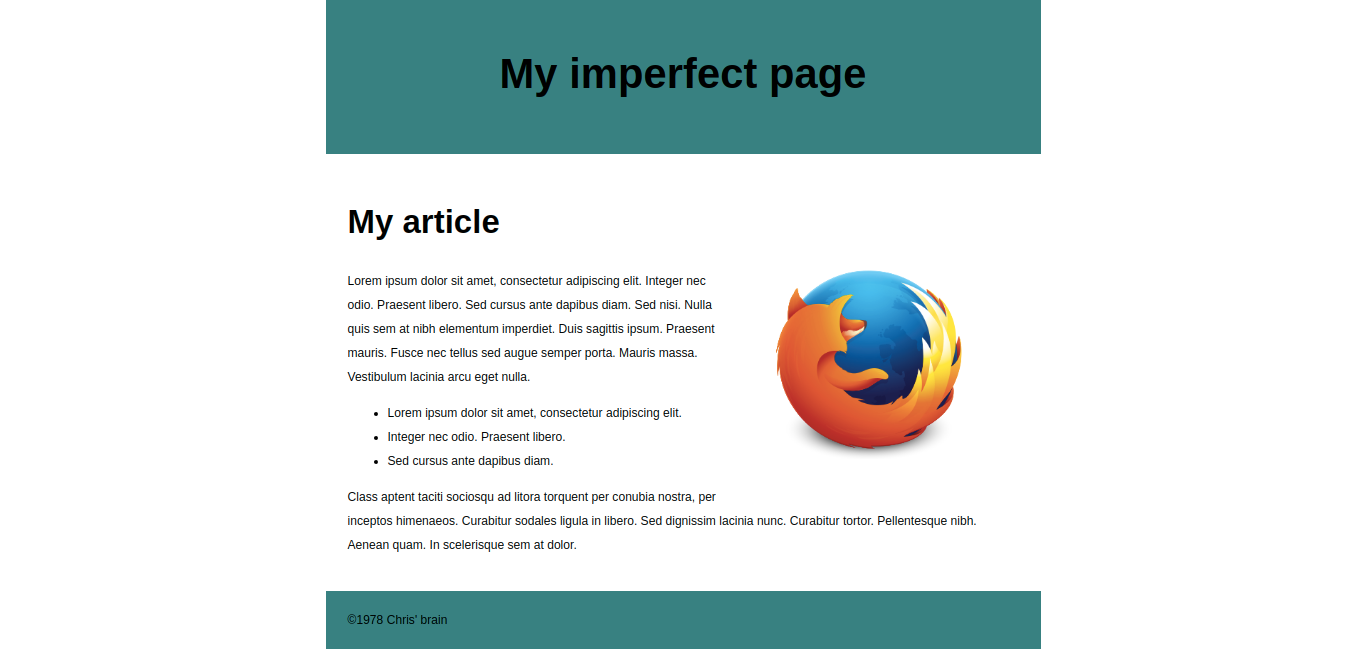 My imperfect page
My article
Lorem ipsum dolor sit amet, consectetur adipiscing elit. Integer nec
odio. Praesent libero. Sed cursus ante dapibus diam. Sed nisi. Nulla
quis sem at nibh elementum imperdiet. Duis sagittis ipsum. Praesent
mauris. Fusce nec tellus sed augue semper porta. Mauris massa.
Vestibulum lacinia arcu eget nulla.
• Lorem ipsum dolor sit amet, consectetur adipiscing elit.
• Integer nec odio. Praesent libero.
• Sed cursus ante dapibus diam.
Class aptent taciti sociosqu ad litora torquent per conubia nostra, per
inceptos himenaeos. Curabitur sodales ligula in libero. Sed dignissim lacinia nunc. Curabitur tortor. Pellentesque nibh.
Aenean quam. In scelerisque sem at dolor.
©1978 Chris' brain